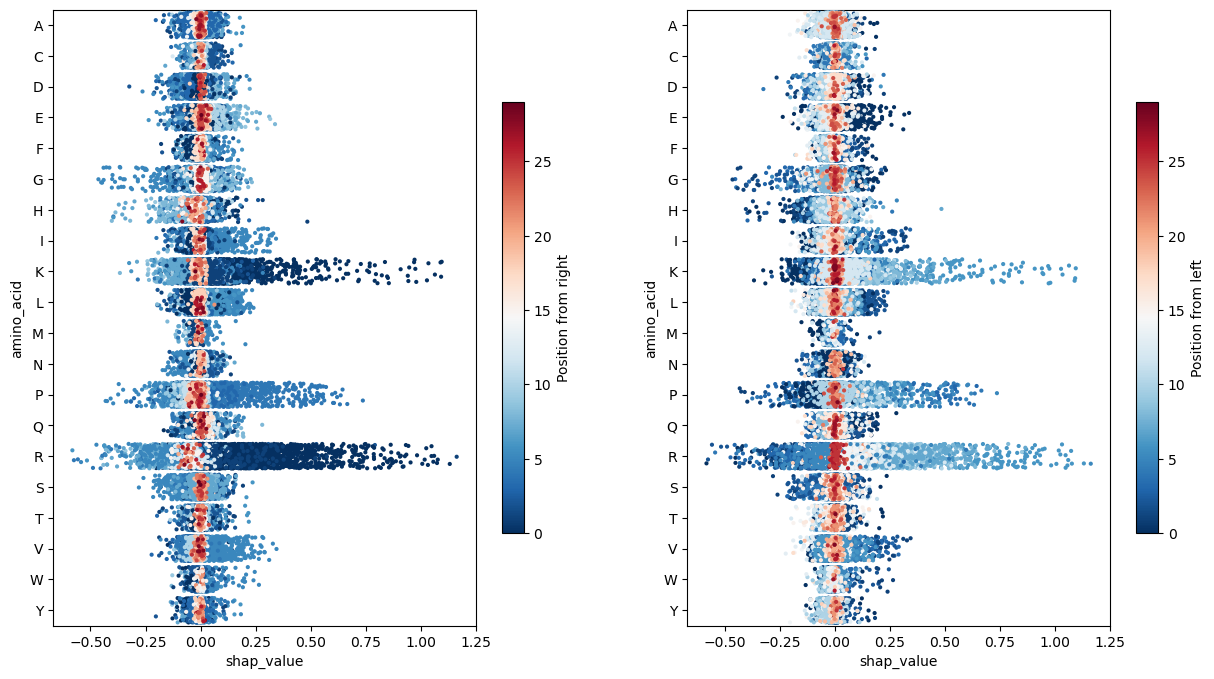 A
C
D
E
F
G
H
I
K
L
M
N
P
Q
R
S
T
V
W
Y
amino_acid
−0.50
−0.25
0.00
0.25
0.50
0.75
1.00
1.25
shap_value
25
20
15
10
5
0
Position from right
A
C
D
E
F
G
H
I
K
L
M
N
P
Q
R
S
T
V
W
Y
amino_acid
−0.50
−0.25
0.00
0.25
0.50
0.75
1.00
1.25
shap_value
25
20
15
10
5
0
Position from left